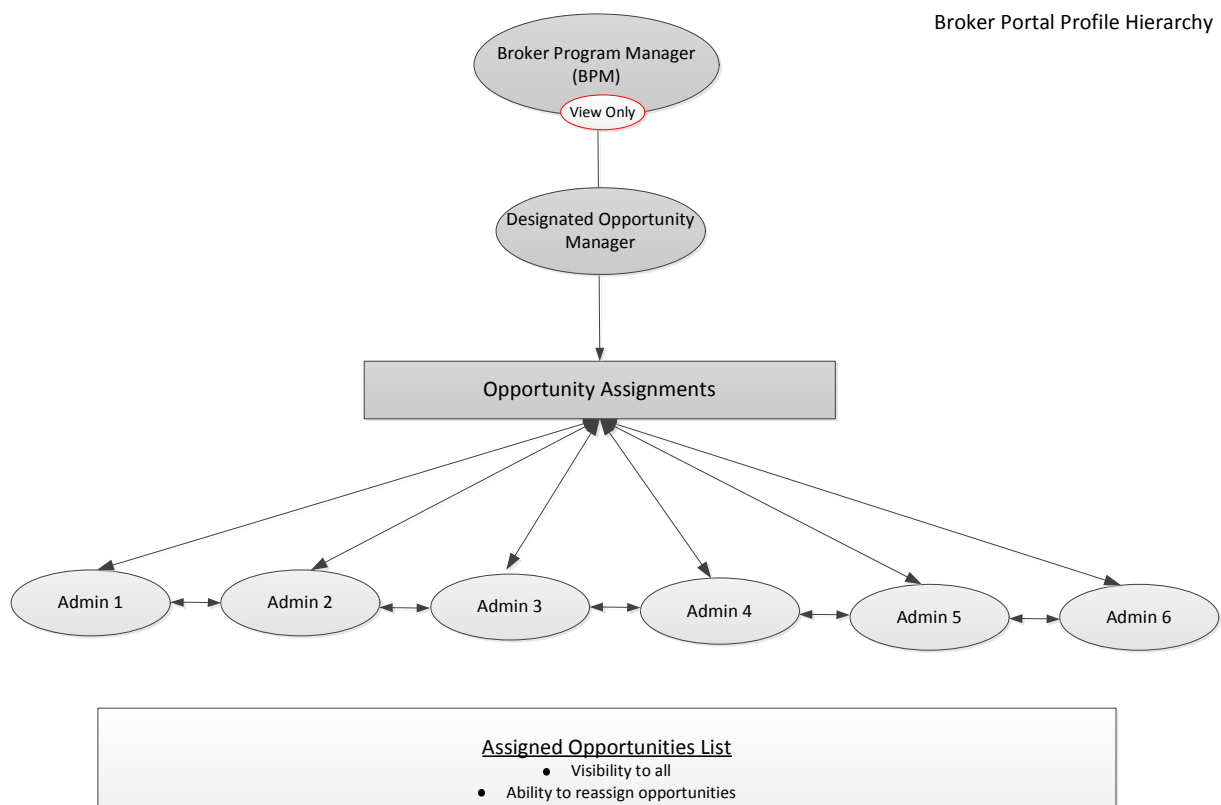 Broker Portal Profile Hierarchy
Broker Program Manager
(BPM)
View Only
Designated Opportunity
Manager
Opportunity Assignments
Admin 1
Admin 2
Admin 3
Admin 4
Admin 5
Admin 6
Assigned Opportunities List
● Visibility to all
● Ability to reassign opportunities